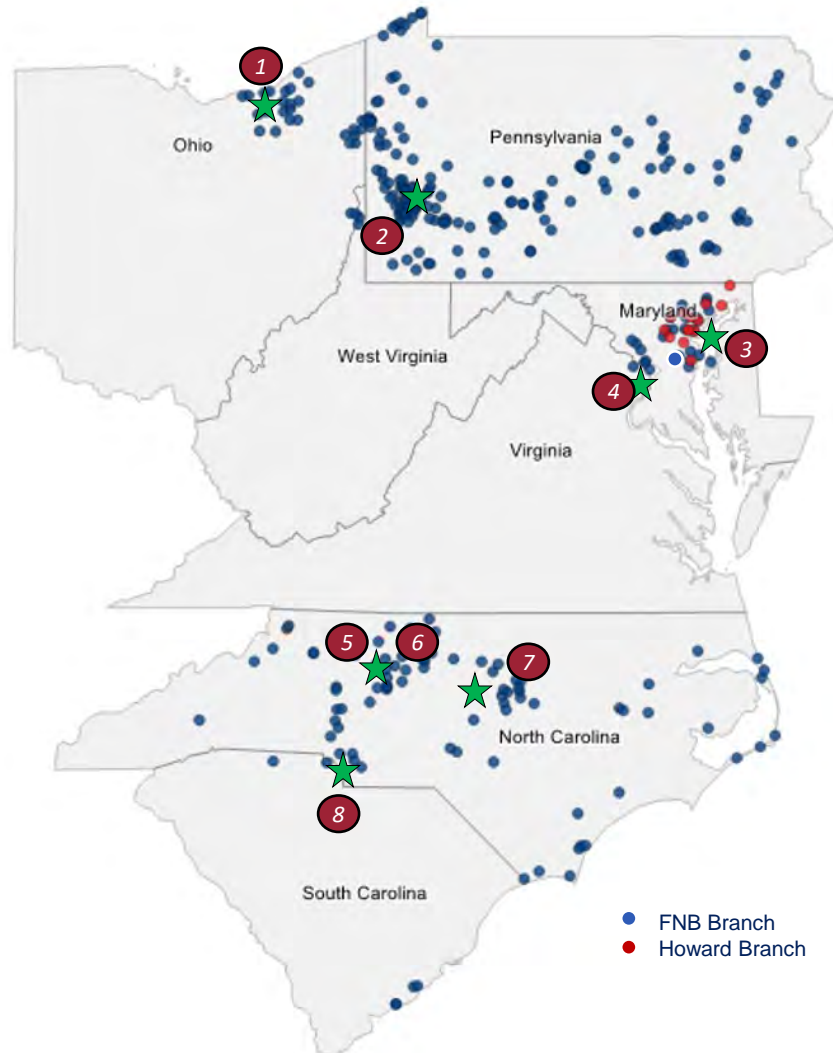 1
Ohio
Pennsylvania
2
Maryland
3
West Virginia
4
Virginia
5
6
7
North Carolina
8
South Carolina
FNB Branch
Howard Branch